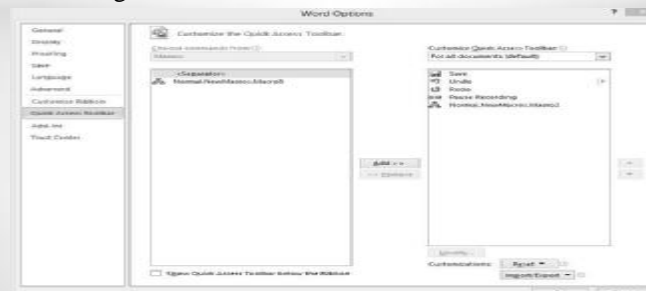 Word Options
General
Display
Proofing
Save
Language
Advanced
Customize Ribbon
Quick Access Toolbar
Add-Ins
Trust Center
Customize the Quick Access Toolbar.
Choose commands from:
Macros
<Separator>
Normal.NewMacros.Macro5
Add >>
<< Remove
Customize Quick Access Toolbar:
For all documents (default)
Save
Undo
Redo
Pause Recording
Normal.NewMacros.Macro2
Modify...
Customizations:
Reset
Import/Export
Show Quick Access Toolbar below the Ribbon